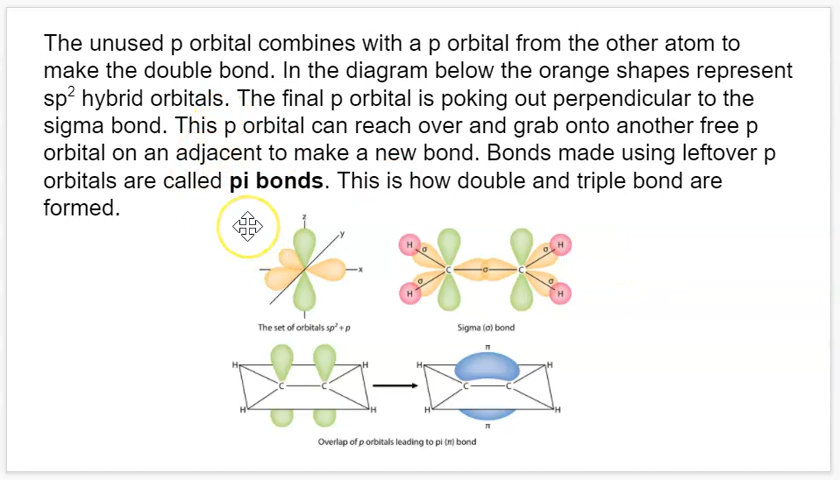 The unused p orbital combines with a p orbital from the other atom to
make the double bond. In the diagram below the orange shapes represent
sp² hybrid orbitals. The final p orbital is poking out perpendicular to the
sigma bond. This p orbital can reach over and grab onto another free p
orbital on an adjacent to make a new bond. Bonds made using leftover p
orbitals are called pi bonds. This is how double and triple bond are
formed.
z
y
x
H σ σ H
C σ C
H σ σ H
The set of orbitals sp²+p
Sigma (σ) bond
π
H H H H
C C C C
H H H H
π
Overlap of p orbitals leading to pi (π) bond